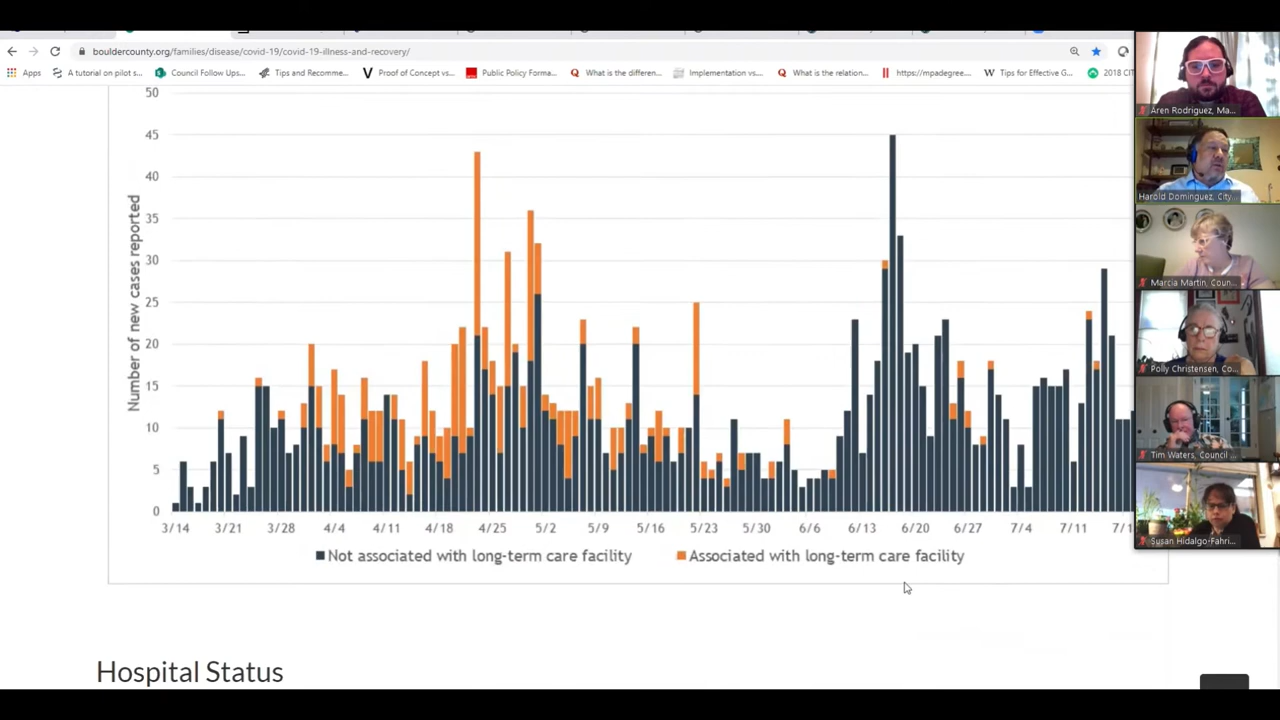 bouldercounty.org/families/disease/covid-19/covid-19-illness-and-recovery/
Apps
A tutorial on pilot s...
Council Follow Ups...
Tips and Recomme...
Proof of Concept vs...
Public Policy Forma...
What is the differen...
Implementation vs...
What is the relation...
https://mpadegree...
Tips for Effective G...
2018 CIT
50
45
40
35
30
25
20
15
10
5
0
Number of new cases reported
3/14 3/21 3/28 4/4 4/11 4/18 4/25 5/2 5/9 5/16 5/23 5/30 6/6 6/13 6/20 6/27 7/4 7/11 7/1
Not associated with long-term care facility
Associated with long-term care facility
Hospital Status
Aren Rodriguez, Ma...
Harold Dominguez, City...
Marcia Martin, Coun...
Polly Christensen, Co...
Tim Waters, Council ...
Susan Hidalgo-Fahri...